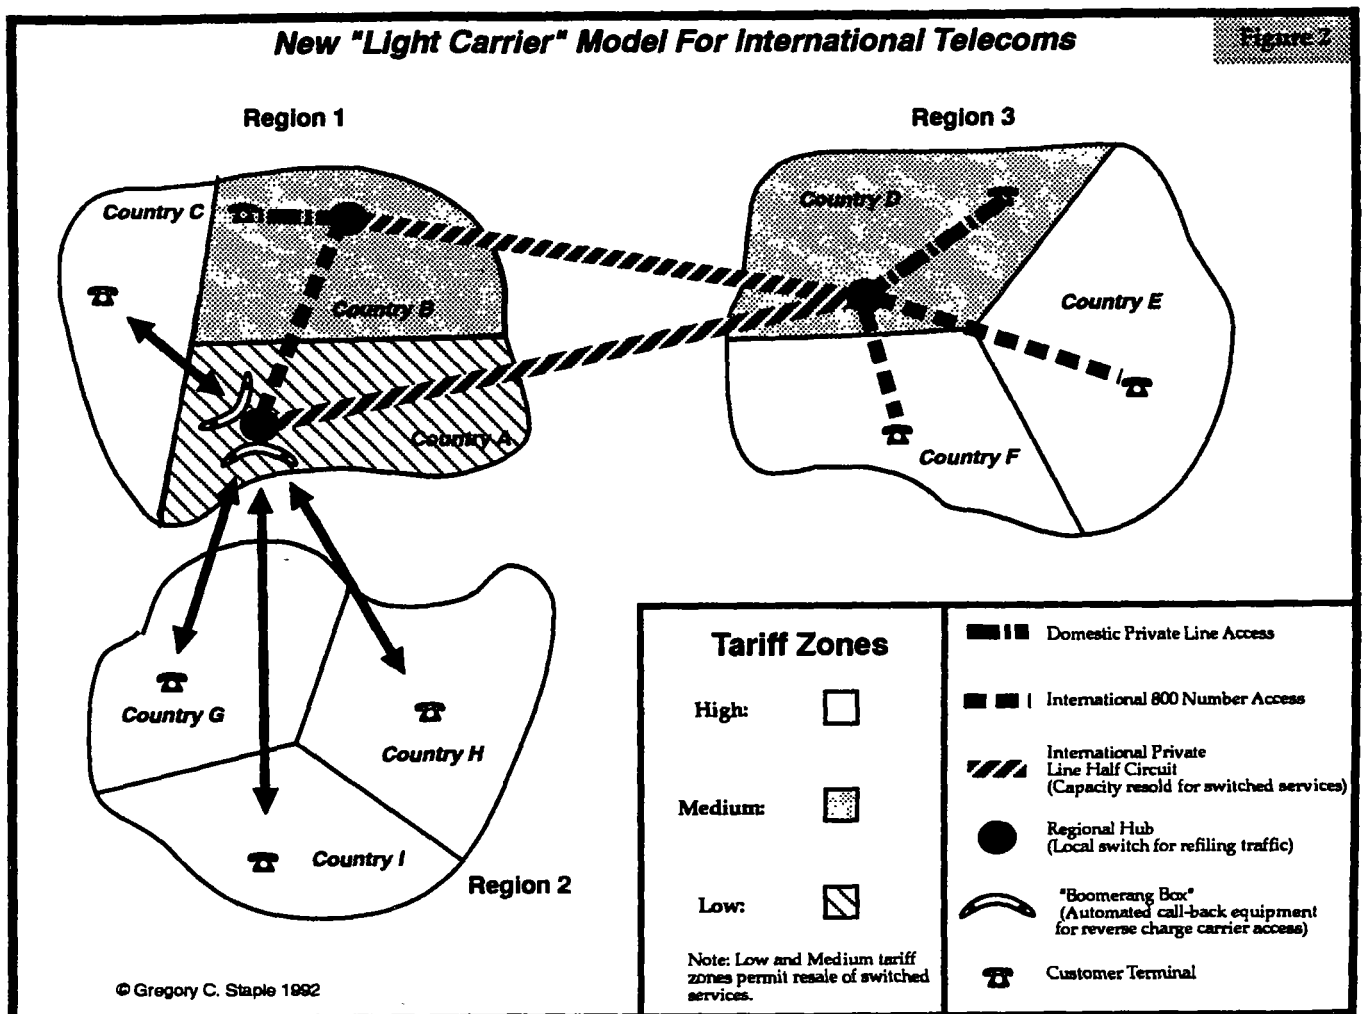 New "Light Carrier" Model For International Telecoms
Figure 2
Region 1
Region 3
Country C
Country D
Country B
Country E
Country A
Country F
Country G
Country H
Country I
Region 2
Tariff Zones
High:
Medium:
Low:
Note: Low and Medium tariff
zones permit resale of switched
services.
Domestic Private Line Access
International 800 Number Access
International Private
Line Half Circuit
(Capacity resold for switched services)
Regional Hub
(Local switch for refiling traffic)
"Boomerang Box"
(Automated call-back equipment
for reverse charge carrier access)
Customer Terminal
© Gregory C. Staple 1992